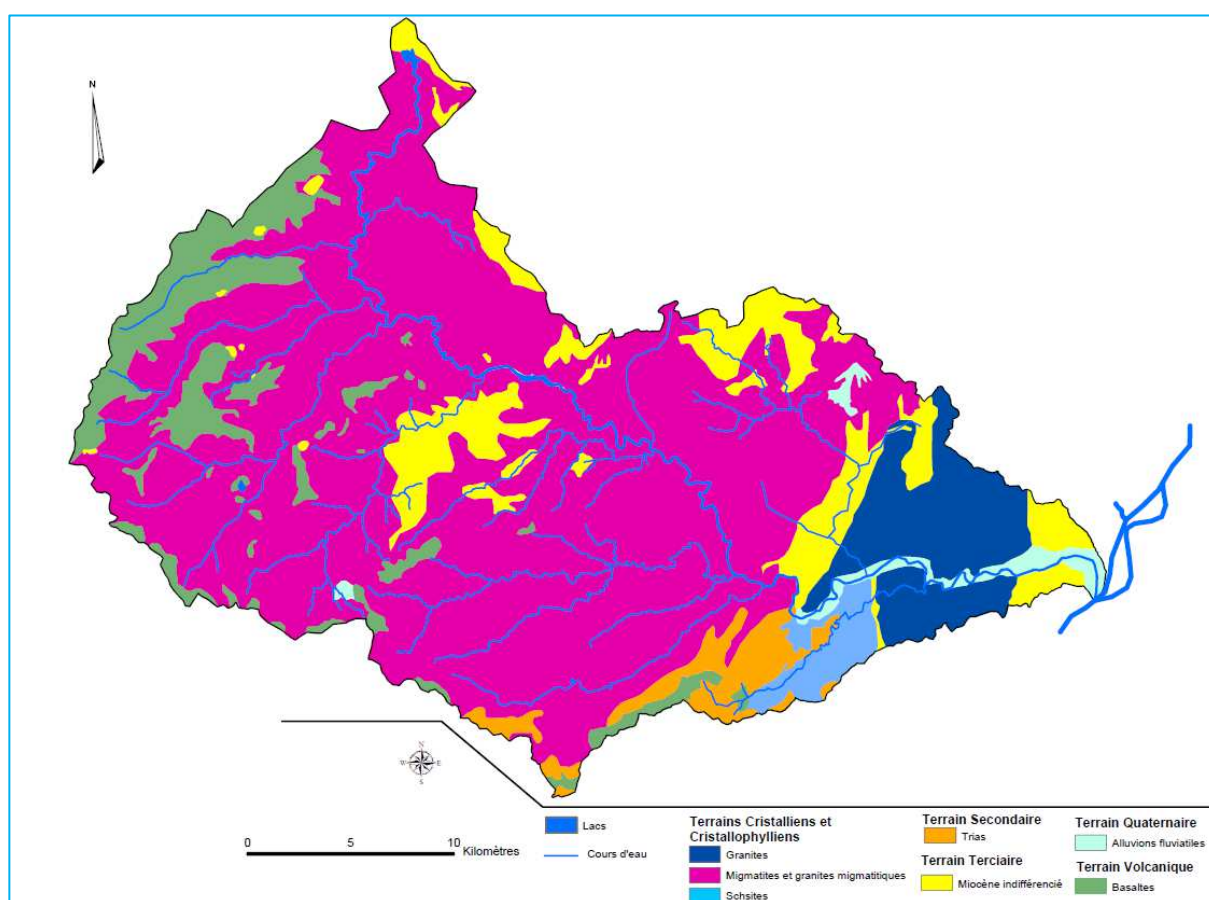 N
N
W E
S
0 5 10
Kilomètres
Lacs
Cours d'eau
Terrains Cristalliens et
Cristallophylliens
Granites
Migmatites et granites migmatitiques
Schsites
Terrain Secondaire
Trias
Terrain Terciaire
Miocène indifférencié
Terrain Quaternaire
Alluvions fluviatiles
Terrain Volcanique
Basaltes